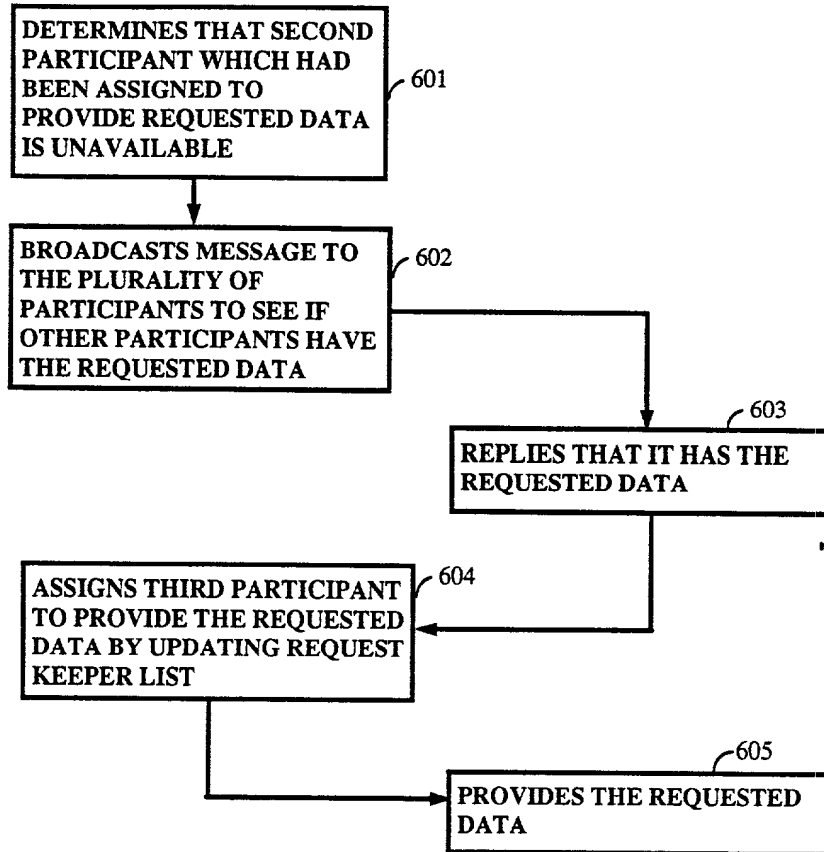 DETERMINES THAT SECOND
PARTICIPANT WHICH HAD
BEEN ASSIGNED TO
PROVIDE REQUESTED DATA
IS UNAVAILABLE
601
BROADCASTS MESSAGE TO
THE PLURALITY OF
PARTICIPANTS TO SEE IF
OTHER PARTICIPANTS HAVE
THE REQUESTED DATA
602
603
REPLIES THAT IT HAS THE
REQUESTED DATA
ASSIGNS THIRD PARTICIPANT
TO PROVIDE THE REQUESTED
DATA BY UPDATING REQUEST
KEEPER LIST
604
605
PROVIDES THE REQUESTED
DATA